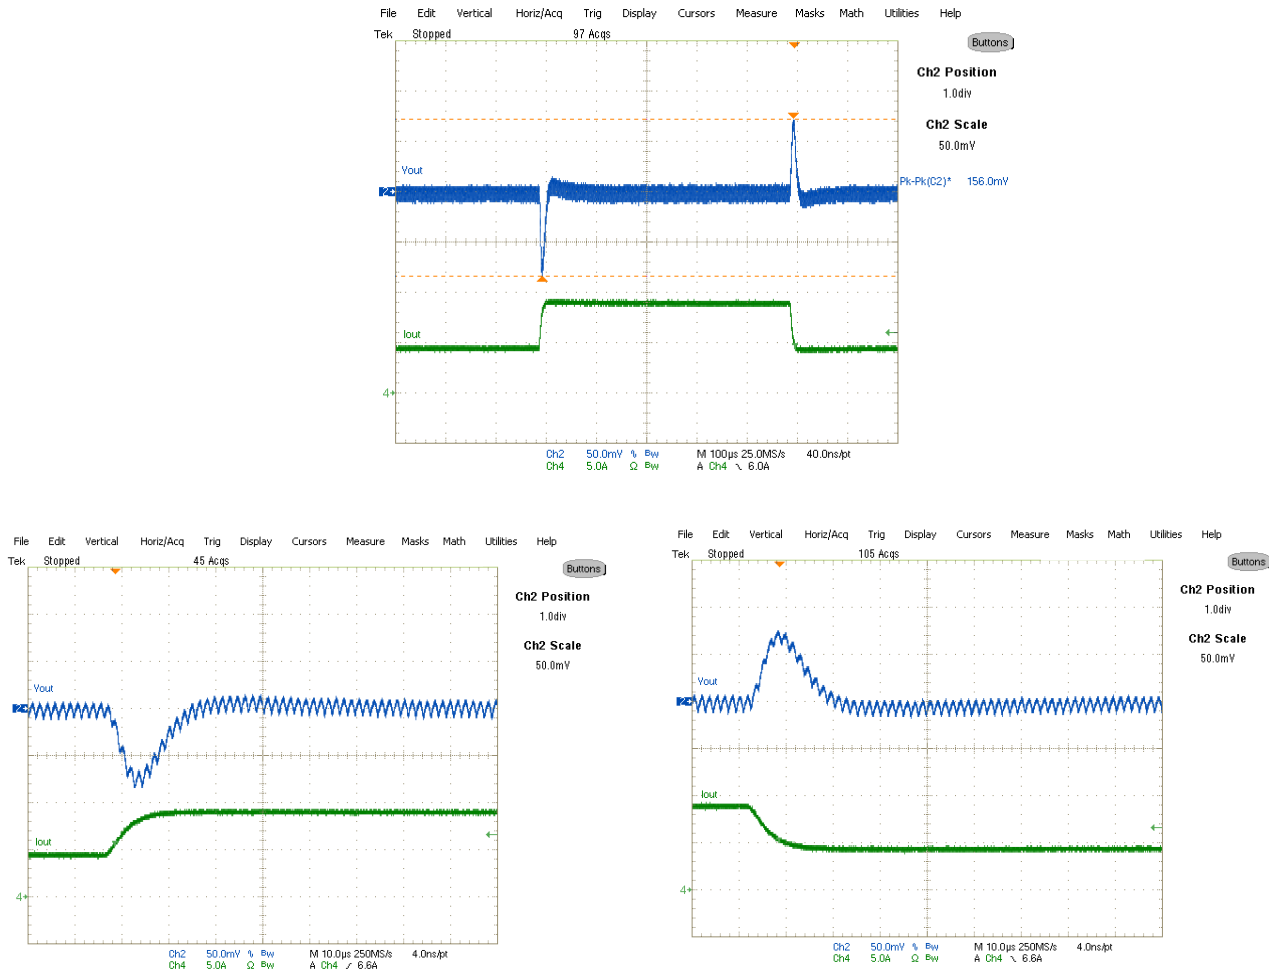 File Edit Vertical Horiz/Acq Trig Display Cursors Measure Masks Math Utilities Help
Tek Stopped 97 Acqs
Buttons
Ch2 Position
1.0div
Ch2 Scale
50.0mV
Vout
2
Pk-Pk(C2)* 156.0mV
Iout
4
Ch2 50.0mV % Bw M 100µs 25.0MS/s 40.0ns/pt
Ch4 5.0A Ω Bw A Ch4 \ 6.0A
File Edit Vertical Horiz/Acq Trig Display Cursors Measure Masks Math Utilities Help
Tek Stopped 45 Acqs
Buttons
Ch2 Position
1.0div
Ch2 Scale
50.0mV
Vout
2
Iout
4
Ch2 50.0mV % Bw M 10.0µs 250MS/s 4.0ns/pt
Ch4 5.0A Ω Bw A Ch4 / 6.6A
File Edit Vertical Horiz/Acq Trig Display Cursors Measure Masks Math Utilities Help
Tek Stopped 105 Acqs
Buttons
Ch2 Position
1.0div
Ch2 Scale
50.0mV
Vout
2
Iout
4
Ch2 50.0mV % Bw M 10.0µs 250MS/s 4.0ns/pt
Ch4 5.0A Ω Bw A Ch4 / 6.6A